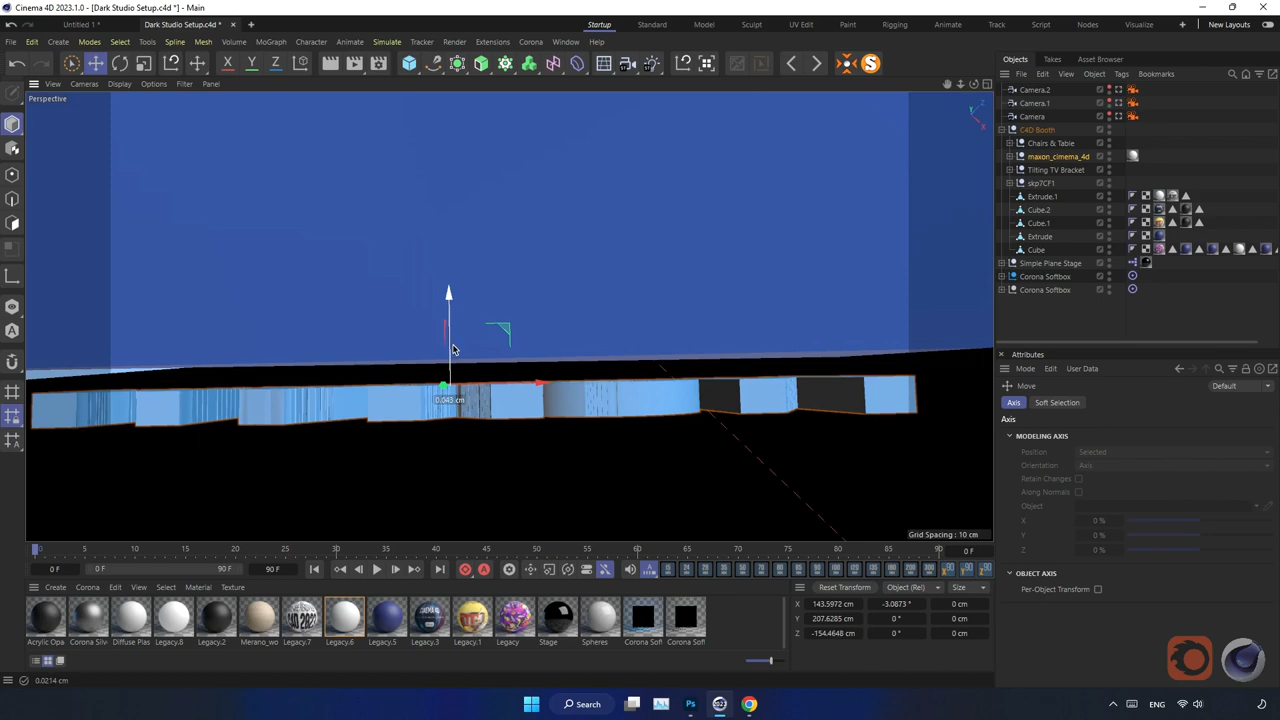 Cinema 4D 2023.1.0 - [Dark Studio Setup.c4d *] - Main
Untitled 1 *
Dark Studio Setup.c4d *
Startup Standard Model Sculpt UV Edit Paint Rigging Animate Track Script Nodes Visualize New Layouts
File Edit Create Modes Select Tools Spline Mesh Volume MoGraph Character Animate Simulate Tracker Render Extensions Corona Window Help
Objects Takes Asset Browser
File Edit View Object Tags Bookmarks
View Cameras Display Options Filter Panel
Perspective
Camera.2
Camera.1
Camera
C4D Booth
Chairs & Table
maxon_cimema_4d
Tilting TV Bracket
skp7CF1
Extrude.1
Cube.2
Cube.1
Extrude
Cube
Simple Plane Stage
Corona Softbox
Corona Softbox
0.043 cm
Grid Spacing : 10 cm
Attributes
Mode Edit User Data
Move
Default
Axis Soft Selection
Axis
MODELING AXIS
Position Selected
Orientation Axis
Retain Changes
Along Normals
Object
X 0 %
Y 0 %
Z 0 %
OBJECT AXIS
Per-Object Transform
0 5 10 15 20 25 30 35 40 45 50 55 60 65 70 75 80 85 90
0 F
0 F 0 F 90 F 90 F
Create Edit View Select Material Texture
Acrylic Opa Corona Silv Diffuse Plas Legacy.8 Legacy.2 Merano_wo Legacy.7 Legacy.6 Legacy.5 Legacy.3 Legacy.1 Legacy Stage Spheres Corona Sof Corona Sof
Reset Transform Object (Rel) Size
X 143.5972 cm -3.0873 ° 0 cm
Y 207.6285 cm 0 ° 0 cm
Z -154.4648 cm 0 ° 0 cm
0.0214 cm
Search
ENG